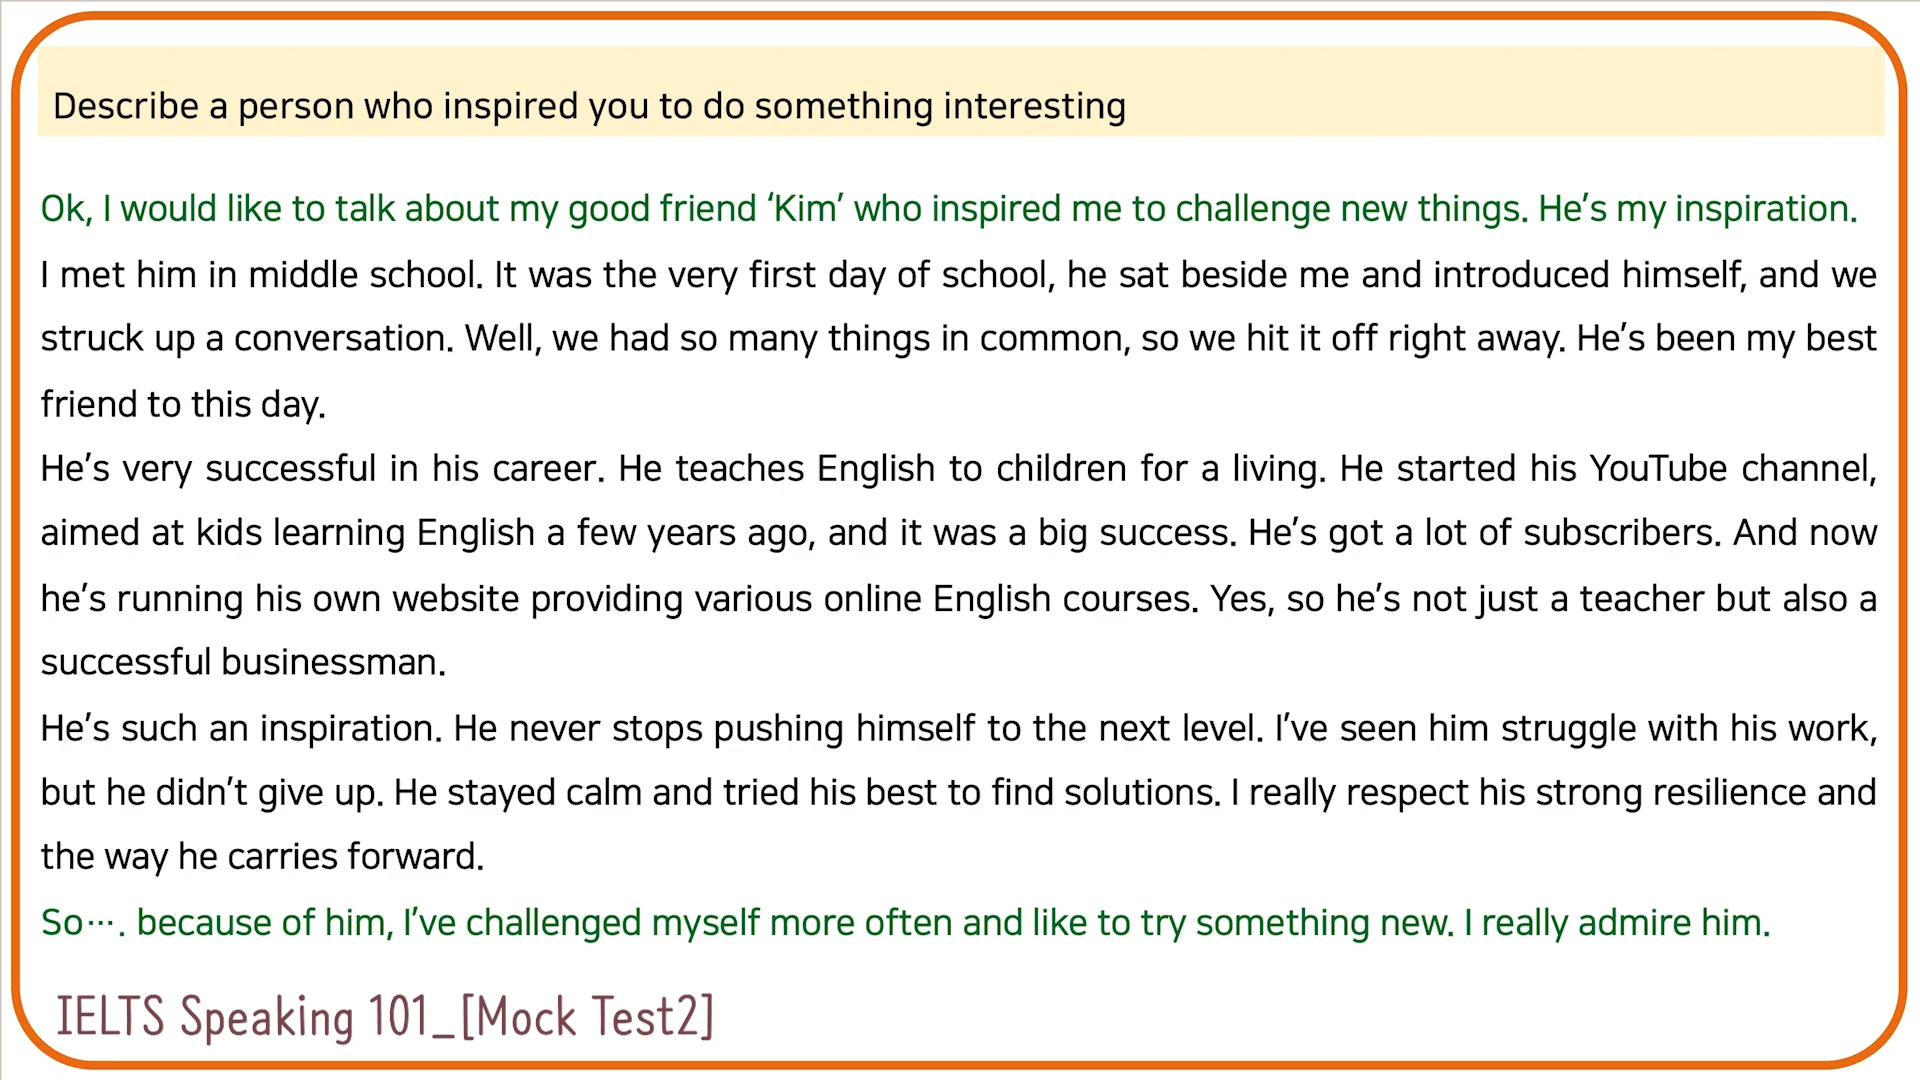 Describe a person who inspired you to do something interesting
Ok, I would like to talk about my good friend ‘Kim’ who inspired me to challenge new things. He’s my inspiration.
I met him in middle school. It was the very first day of school, he sat beside me and introduced himself, and we
struck up a conversation. Well, we had so many things in common, so we hit it off right away. He’s been my best
friend to this day.
He’s very successful in his career. He teaches English to children for a living. He started his YouTube channel,
aimed at kids learning English a few years ago, and it was a big success. He’s got a lot of subscribers. And now
he’s running his own website providing various online English courses. Yes, so he’s not just a teacher but also a
successful businessman.
He’s such an inspiration. He never stops pushing himself to the next level. I’ve seen him struggle with his work,
but he didn’t give up. He stayed calm and tried his best to find solutions. I really respect his strong resilience and
the way he carries forward.
So⋯. because of him, I’ve challenged myself more often and like to try something new. I really admire him.
IELTS Speaking 101_[Mock Test2]